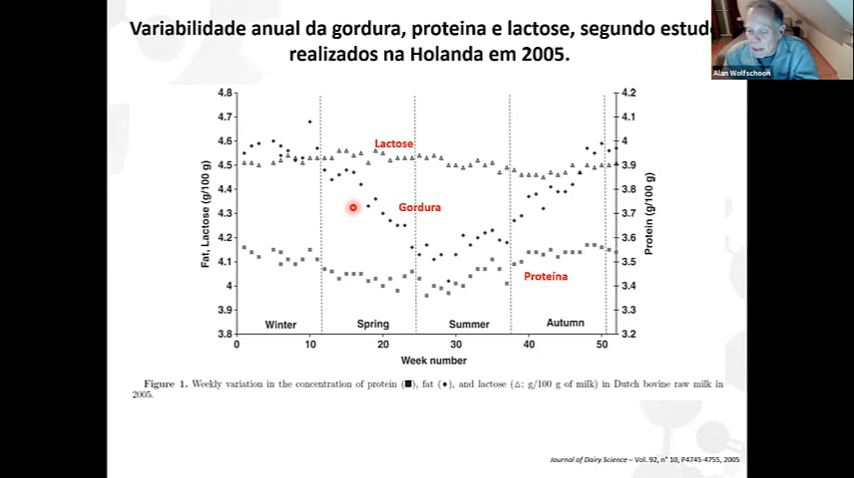 Variabilidade anual da gordura, proteina e lactose, segundo estud
realizados na Holanda em 2005.
Alan Wolfschoon
4.8
4.7
4.6
4.5
4.4
4.3
4.2
4.1
4
3.9
3.8
Fat, Lactose (g/100 g)
Lactose
Gordura
Proteína
Winter
Spring
Summer
Autumn
4.2
4
3.9
3.8
3.7
3.6
3.5
3.4
3.3
3.2
Protein (g/100 g)
0
10
20
30
40
50
Week number
Figure 1. Weekly variation in the concentration of protein (■), fat (♦), and lactose (△; g/100 g of milk) in Dutch bovine raw milk in
2005.
Journal of Dairy Science – Vol. 92, n° 10, P4745-4755, 2005